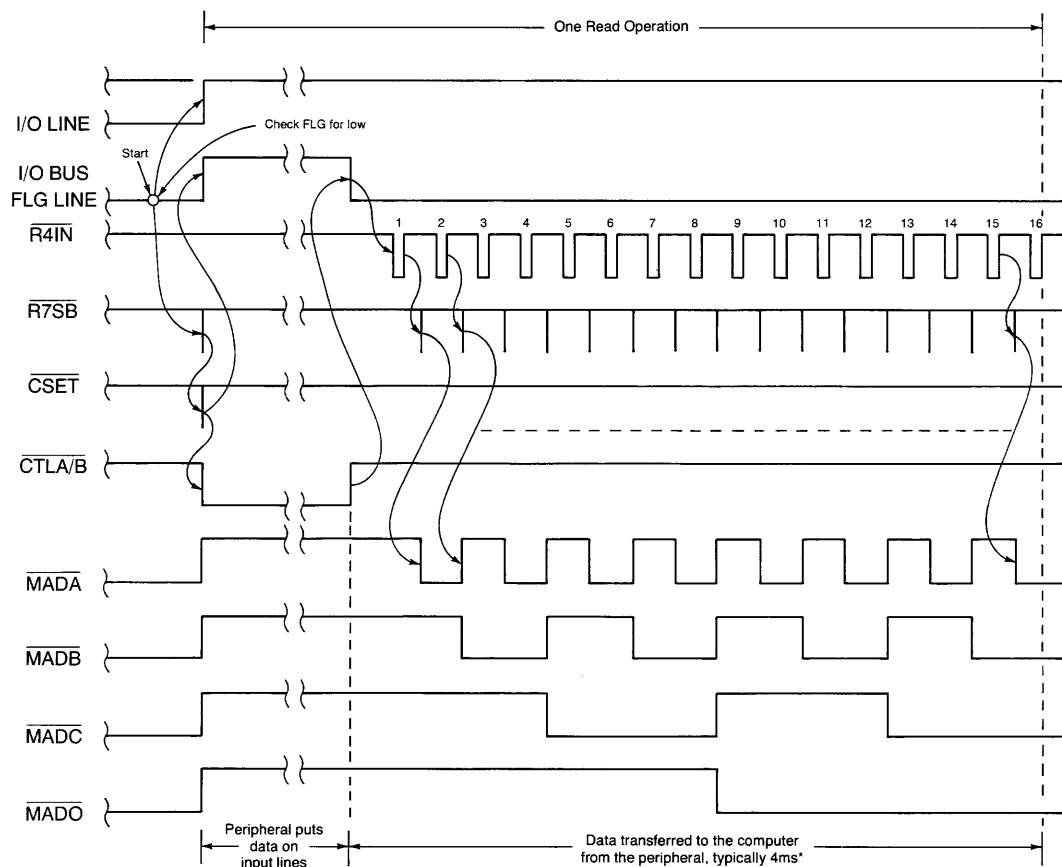 One Read Operation
I/O LINE
Check FLG for low
Start
I/O BUS
FLG LINE
R4IN
1 2 3 4 5 6 7 8 9 10 11 12 13 14 15 16
R7SB
CSET
CTLA/B
MADA
MADB
MADC
MADO
Peripheral puts
data on
input lines
Data transferred to the computer
from the peripheral, typically 4ms*